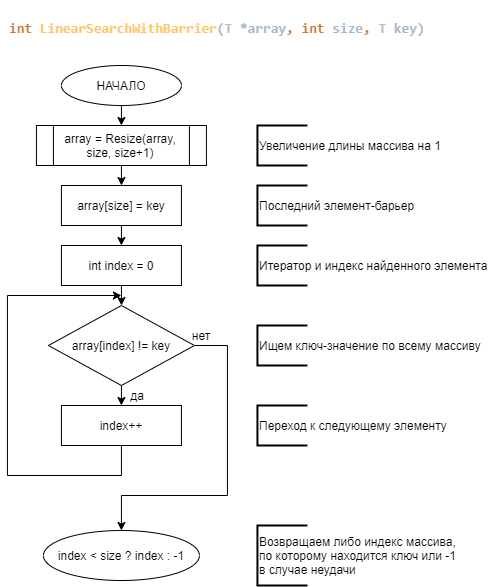 int LinearSearchWithBarrier(T *array, int size, T key)
НАЧАЛО
array = Resize(array,
size, size+1)
Увеличение длины массива на 1
array[size] = key
Последний элемент-барьер
int index = 0
Итератор и индекс найденного элемента
array[index] != key
нет
Ищем ключ-значение по всему массиву
да
index++
Переход к следующему элементу
index < size ? index : -1
Возвращаем либо индекс массива,
по которому находится ключ или -1
в случае неудачи